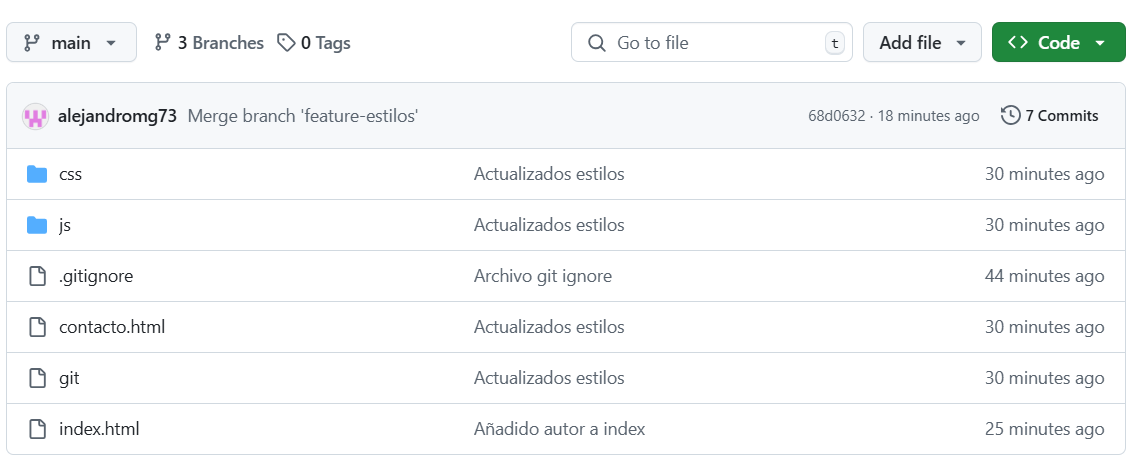 main 3 Branches 0 Tags Go to file t Add file Code
alejandromg73 Merge branch 'feature-estilos' 68d0632 · 18 minutes ago 7 Commits
css Actualizados estilos 30 minutes ago
js Actualizados estilos 30 minutes ago
.gitignore Archivo git ignore 44 minutes ago
contacto.html Actualizados estilos 30 minutes ago
git Actualizados estilos 30 minutes ago
index.html Añadido autor a index 25 minutes ago